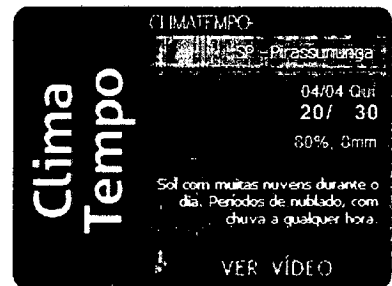 Clima
Tempo
CLIMATEMPO
SP - Pirassununga
04/04 Qui
20/ 30
80%, 8mm
Sol com muitas nuvens durante o
dia. Períodos de nublado, com
chuva a qualquer hora.
VER VÍDEO